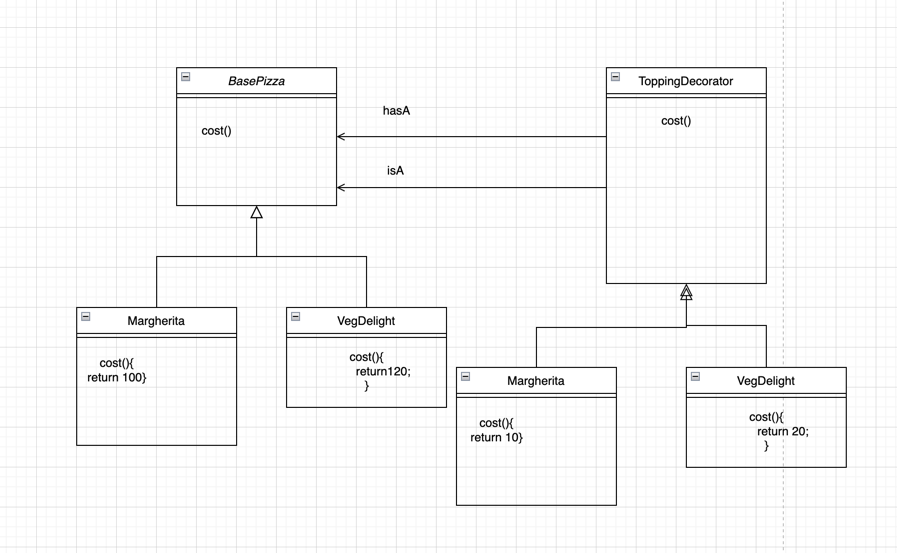 BasePizza
cost()
hasA
isA
ToppingDecorator
cost()
Margherita
cost(){
return 100}
VegDelight
cost(){
return120;
}
Margherita
cost(){
return 10}
VegDelight
cost(){
return 20;
}